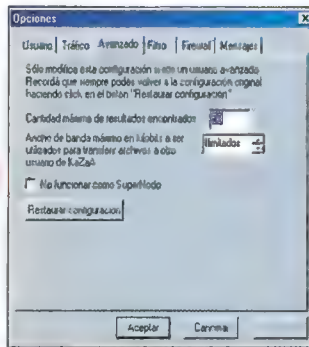 Opciones
Usuario | Tráfico Avanzado | Filtro | Firewall | Mensajes |
Sólo modifica esta configuración si sos un usuario avanzado.
Recordá que siempre podés volver a la configuración original
haciendo click en el botón "Restaurar configuración"
Cantidad máxima de resultados encontrados
Ancho de banda máximo en kilobits a ser
utilizados para transferir archivos a otro
usuario de KaZaA
Ilimitados
No funcionar como SuperNodo
Restaurar configuración
Aceptar